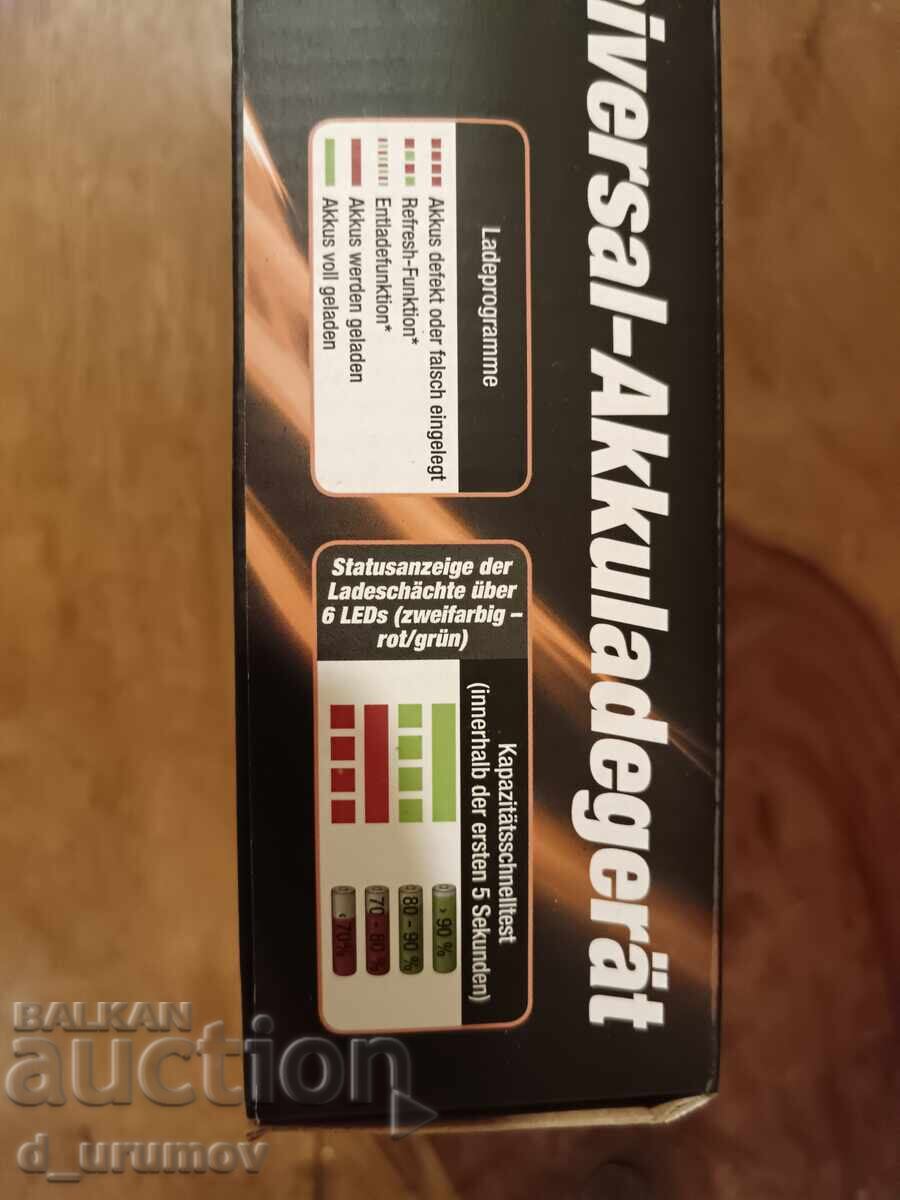 niversal-Akkuladegerät
Ladeprogramme
Akkus defekt oder falsch eingelegt
Refresh-Funktion*
Entladefunktion*
Akkus werden geladen
Akkus voll geladen
Statusanzeige der
Ladeschächte über
6 LEDs (zweifarbig –
rot/grün)
Kapazitätsschnelltest
(innerhalb der ersten 5 Sekunden)
> 90 %
80 - 90 %
70 - 80 %
< 70%
BALKAN
auction
d_urumov